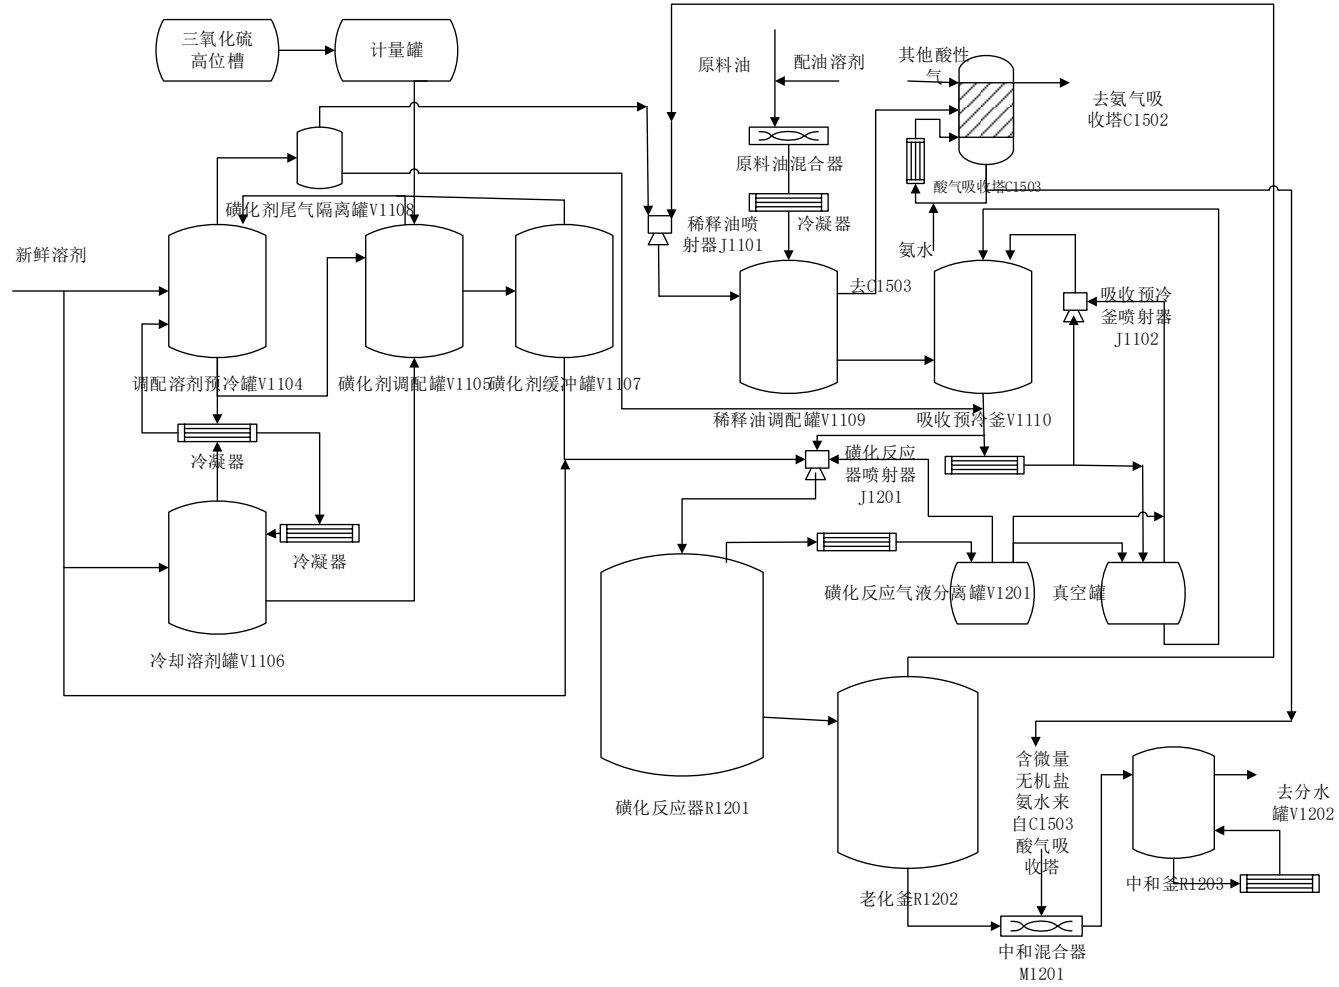 三氧化硫
高位槽
计量罐
原料油
配油溶剂
其他酸性
气
去氨气吸
收塔C1502
原料油混合器
酸气吸收塔C1503
磺化剂尾气隔离罐V1108
稀释油喷
射器J1101
冷凝器
氨水
新鲜溶剂
去C1503
吸收预冷
釜喷射器
J1102
调配溶剂预冷罐V1104
磺化剂调配罐V1105
磺化剂缓冲罐V1107
稀释油调配罐V1109
吸收预冷釜V1110
冷凝器
磺化反应
器喷射器
J1201
冷凝器
磺化反应气液分离罐V1201
真空罐
冷却溶剂罐V1106
含微量
无机盐
氨水来
自C1503
酸气吸
收塔
去分水
罐V1202
磺化反应器R1201
中和釜R1203
老化釜R1202
中和混合器
M1201